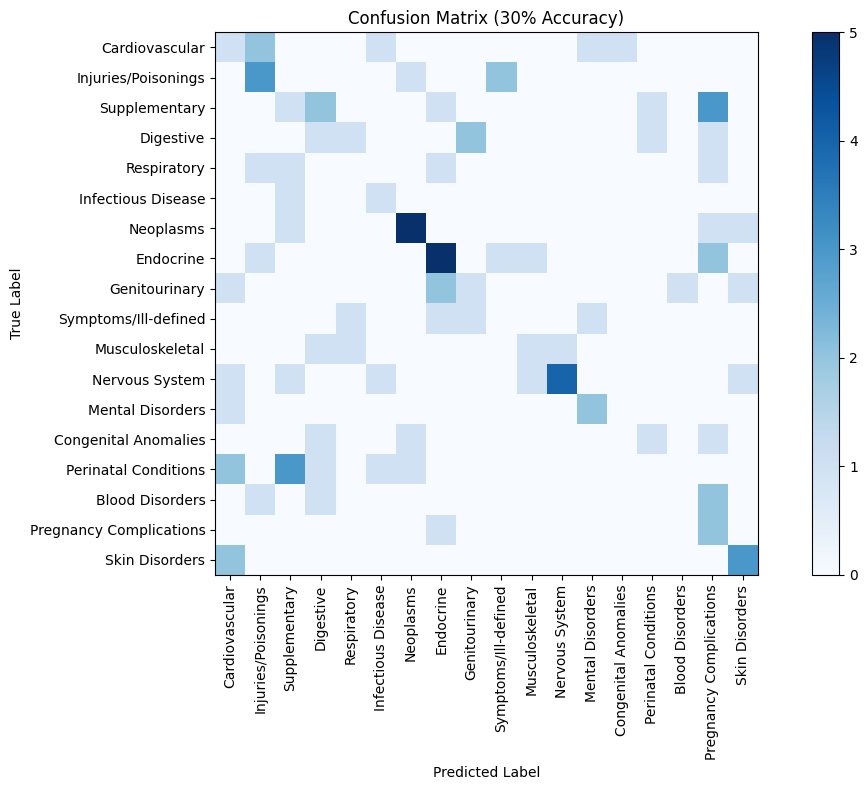 Confusion Matrix (30% Accuracy)
True Label
Cardiovascular
Injuries/Poisonings
Supplementary
Digestive
Respiratory
Infectious Disease
Neoplasms
Endocrine
Genitourinary
Symptoms/Ill-defined
Musculoskeletal
Nervous System
Mental Disorders
Congenital Anomalies
Perinatal Conditions
Blood Disorders
Pregnancy Complications
Skin Disorders
Cardiovascular
Injuries/Poisonings
Supplementary
Digestive
Respiratory
Infectious Disease
Neoplasms
Endocrine
Genitourinary
Symptoms/Ill-defined
Musculoskeletal
Nervous System
Mental Disorders
Congenital Anomalies
Perinatal Conditions
Blood Disorders
Pregnancy Complications
Skin Disorders
Predicted Label
5
4
3
2
1
0